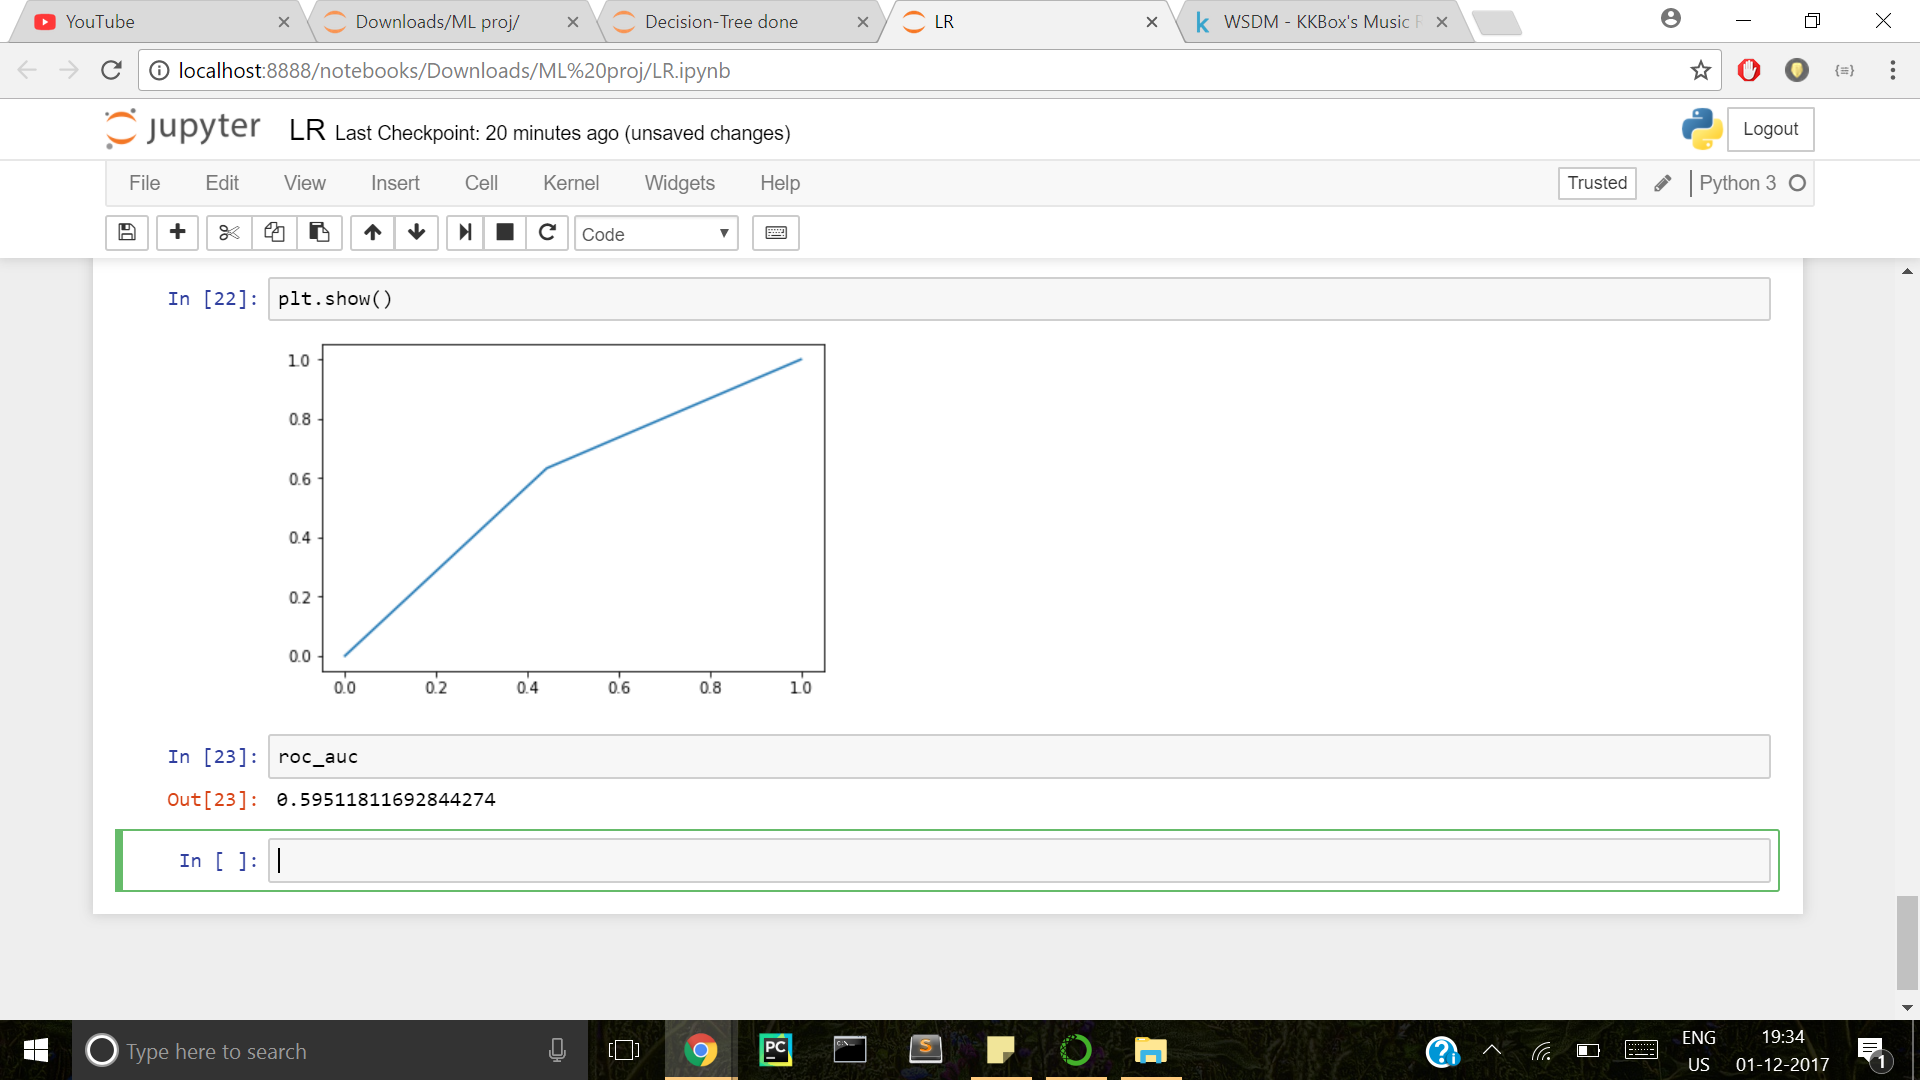 YouTube
Downloads/ML proj/
Decision-Tree done
LR
WSDM - KKBox's Music R
localhost:8888/notebooks/Downloads/ML%20proj/LR.ipynb
jupyter LR Last Checkpoint: 20 minutes ago (unsaved changes)
Logout
File Edit View Insert Cell Kernel Widgets Help
Trusted Python 3
Code
In [22]: plt.show()
1.0
0.8
0.6
0.4
0.2
0.0
0.0 0.2 0.4 0.6 0.8 1.0
In [23]: roc_auc
Out[23]: 0.59511811692844274
In [ ]:
Type here to search
PC
S
ENG
US
19:34
01-12-2017
1